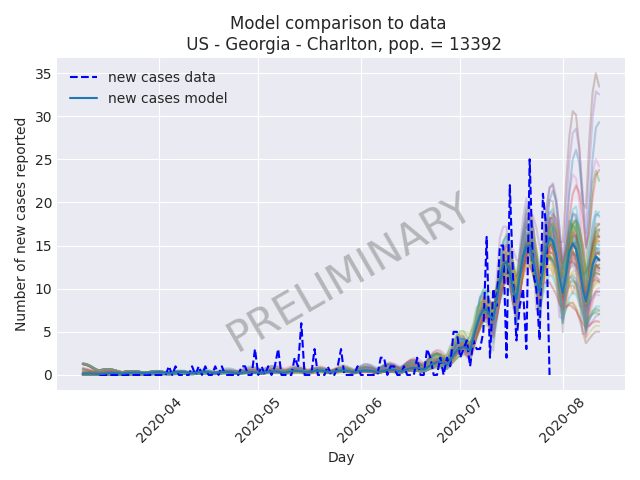 Model comparison to data
US - Georgia - Charlton, pop. = 13392
new cases data
new cases model
PRELIMINARY
Number of new cases reported
35
30
25
20
15
10
5
0
2020-04
2020-05
2020-06
2020-07
2020-08
Day